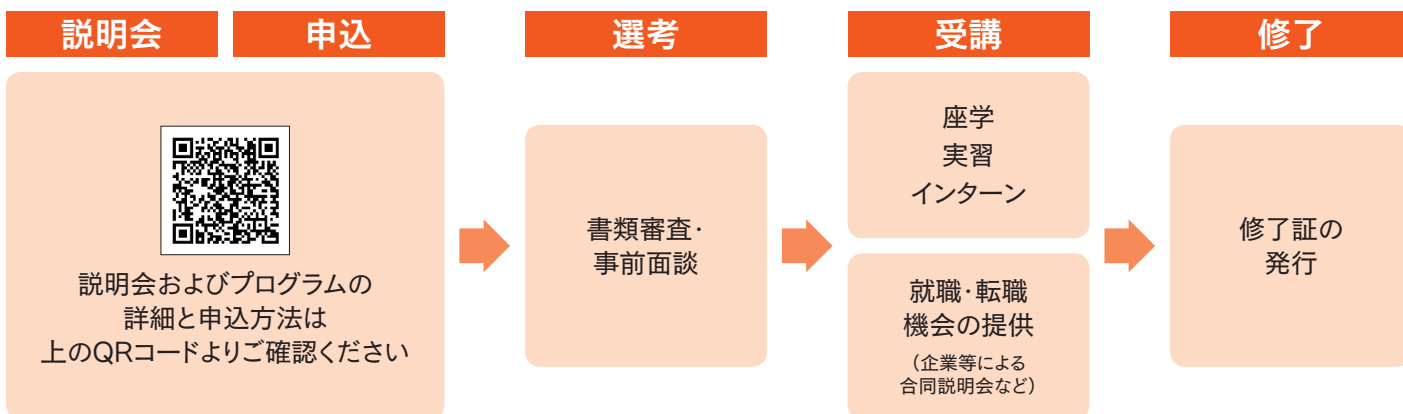 説明会
申込
選考
受講
修了
説明会およびプログラムの
詳細と申込方法は
上のQRコードよりご確認ください
書類審査・
事前面談
座学
実習
インターン
就職・転職
機会の提供
（企業等による
合同説明会など）
修了証の
発行